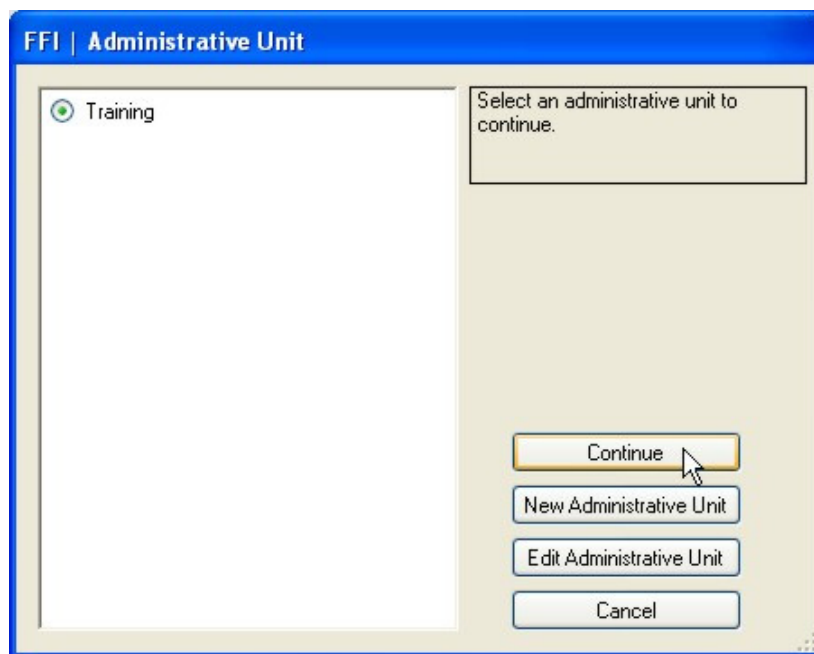 FFI | Administrative Unit
Training
Select an administrative unit to
continue.
Continue
New Administrative Unit
Edit Administrative Unit
Cancel